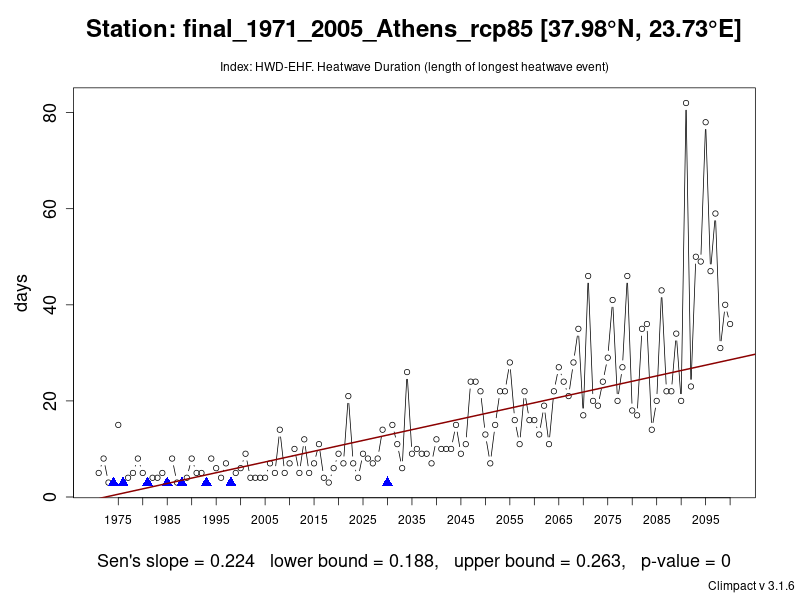 Station: final_1971_2005_Athens_rcp85 [37.98°N, 23.73°E]
Index: HWD-EHF. Heatwave Duration (length of longest heatwave event)
80
60
40
20
0
days
1975 1985 1995 2005 2015 2025 2035 2045 2055 2065 2075 2085 2095
Sen's slope = 0.224 lower bound = 0.188, upper bound = 0.263, p-value = 0
Climpact v 3.1.6